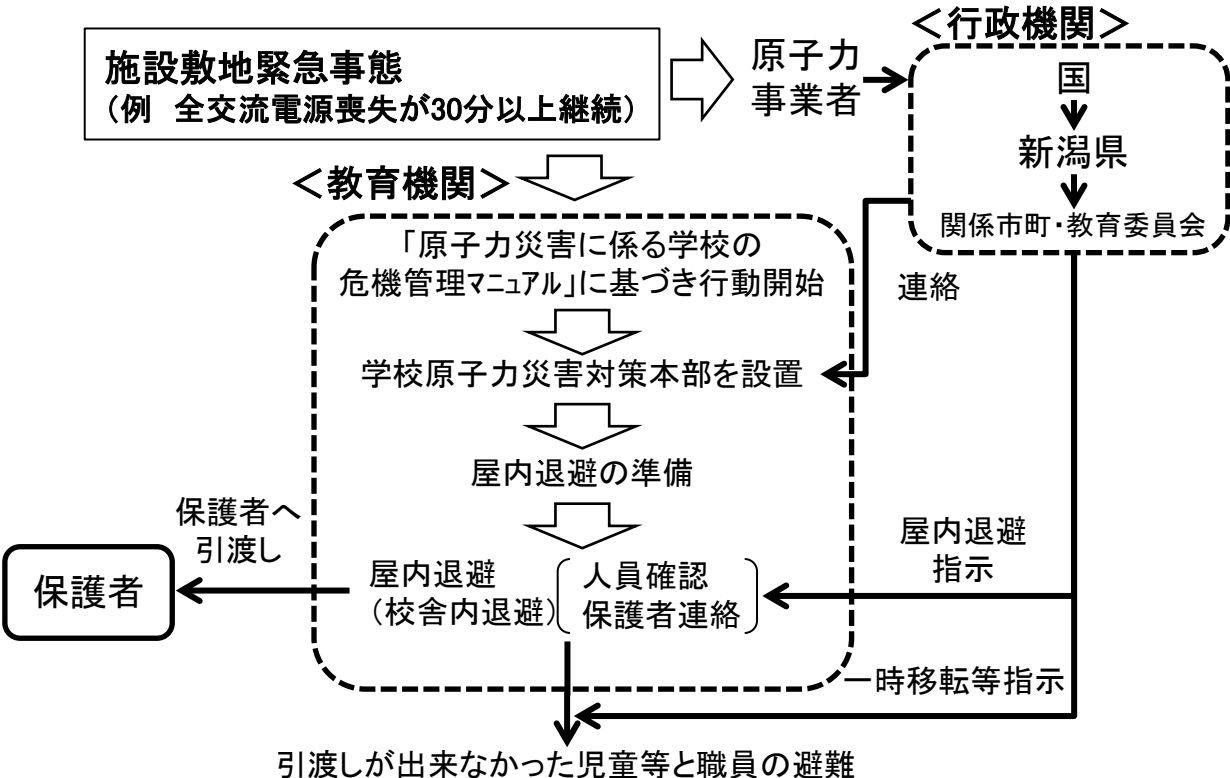 ＜行政機関＞
施設敷地緊急事態
（例　全交流電源喪失が30分以上継続）
原子力
事業者
国
新潟県
関係市町・教育委員会
＜教育機関＞
「原子力災害に係る学校の
危機管理マニュアル」に基づき行動開始
連絡
学校原子力災害対策本部を設置
屋内退避の準備
保護者へ
引渡し
屋内退避
指示
保護者
屋内退避
（校舎内退避）
人員確認
保護者連絡
一時移転等指示
引渡しが出来なかった児童等と職員の避難